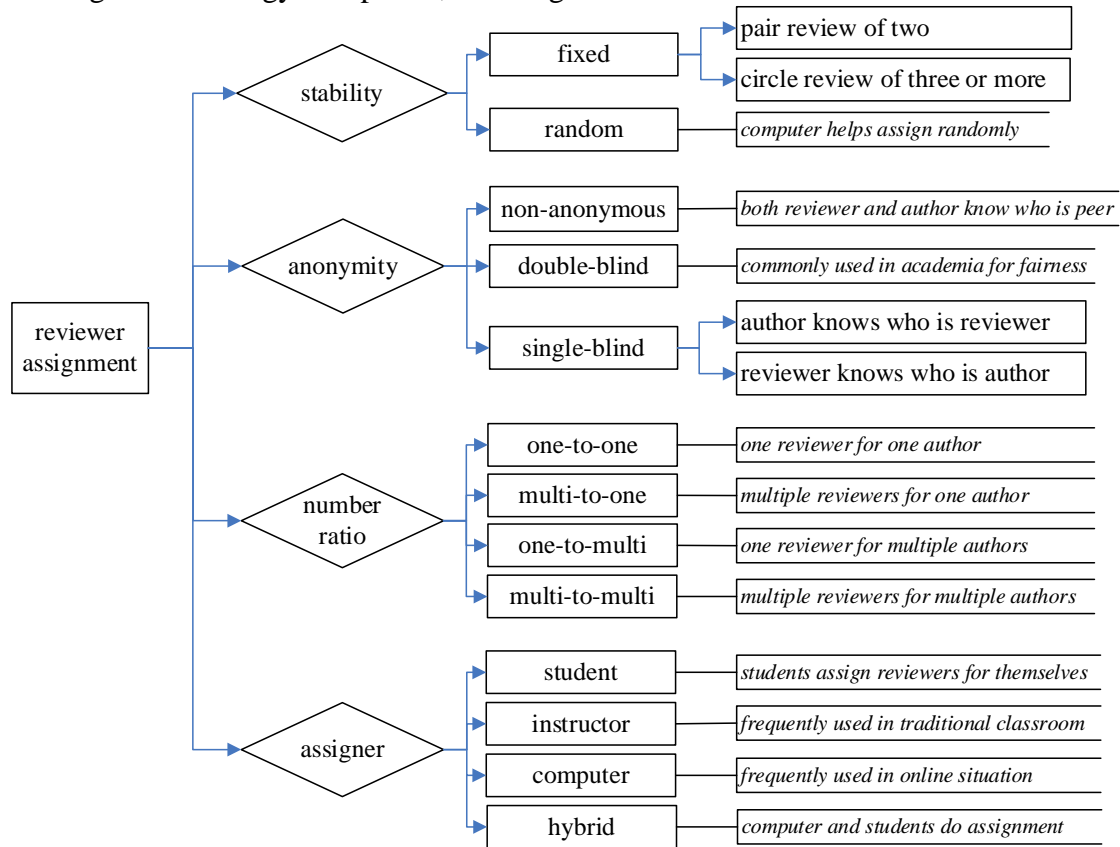 pair review of two
fixed
circle review of three or more
stability
random
computer helps assign randomly
non-anonymous
both reviewer and author know who is peer
anonymity
double-blind
commonly used in academia for fairness
author knows who is reviewer
single-blind
reviewer knows who is author
reviewer
assignment
one-to-one
one reviewer for one author
multi-to-one
multiple reviewers for one author
number
ratio
one-to-multi
one reviewer for multiple authors
multi-to-multi
multiple reviewers for multiple authors
student
students assign reviewers for themselves
instructor
frequently used in traditional classroom
assigner
computer
frequently used in online situation
hybrid
computer and students do assignment